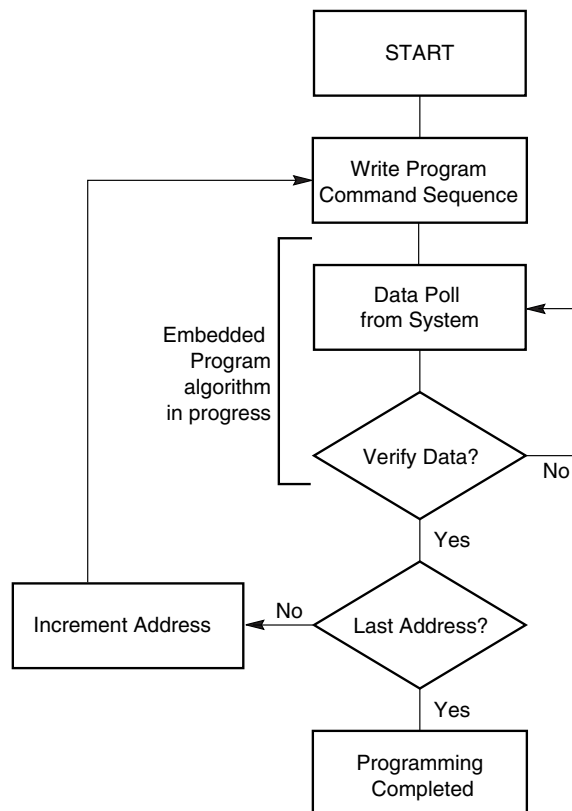 START
Write Program
Command Sequence
Data Poll
from System
Embedded
Program
algorithm
in progress
Verify Data?
No
Yes
Increment Address
No
Last Address?
Yes
Programming
Completed